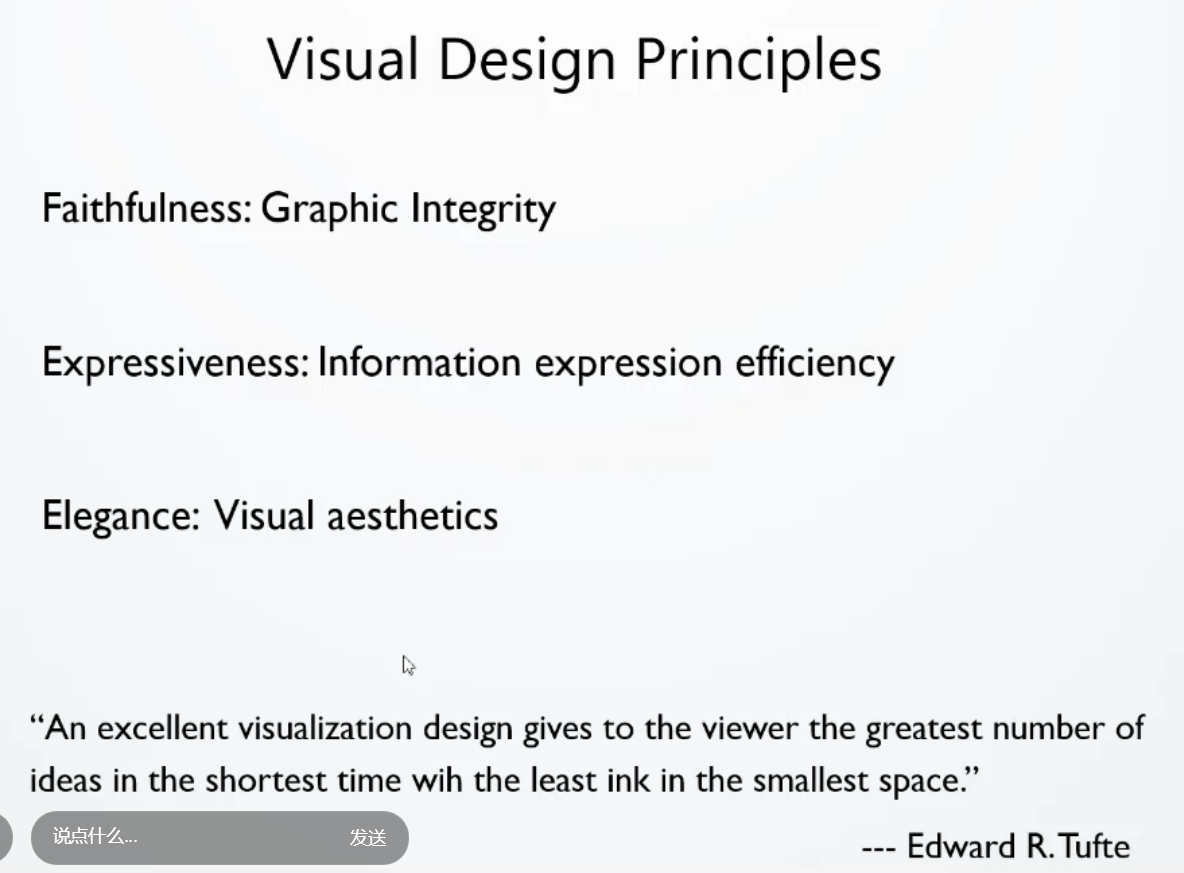 Visual Design Principles
Faithfulness: Graphic Integrity
Expressiveness: Information expression efficiency
Elegance: Visual aesthetics
“An excellent visualization design gives to the viewer the greatest number of
ideas in the shortest time wih the least ink in the smallest space.”
说点什么... 发送
--- Edward R. Tufte